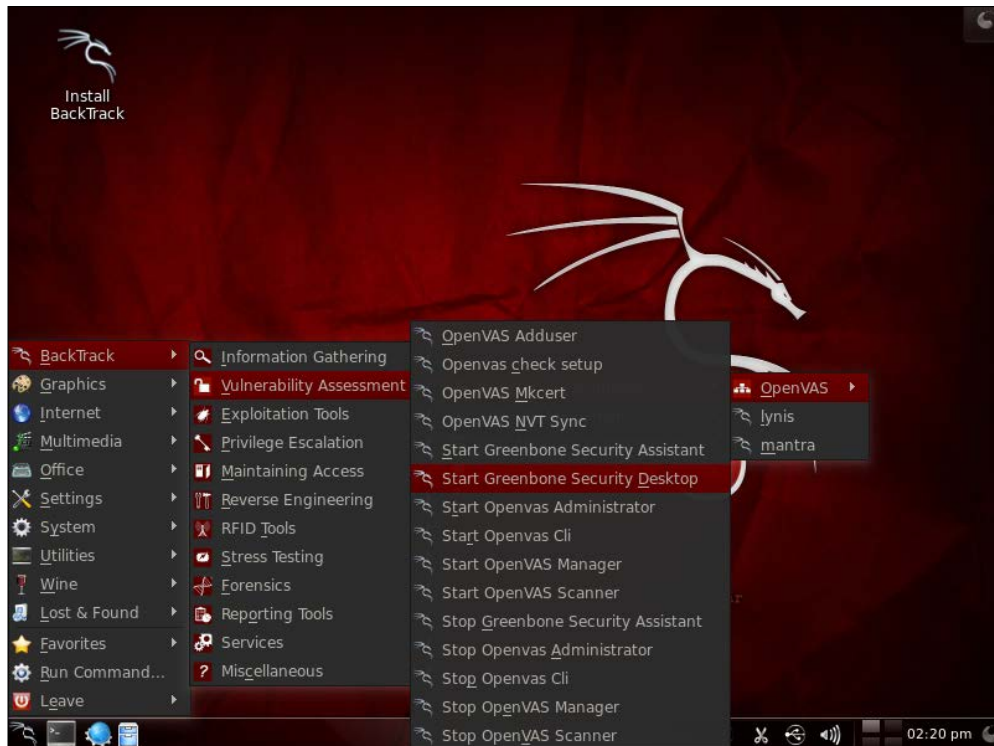 Install
BackTrack
BackTrack
Graphics
Internet
Multimedia
Office
Settings
System
Utilities
Wine
Lost & Found
Favorites
Run Command...
Leave
Information Gathering
Vulnerability Assessment
Exploitation Tools
Privilege Escalation
Maintaining Access
Reverse Engineering
RFID Tools
Stress Testing
Forensics
Reporting Tools
Services
Miscellaneous
OpenVAS Adduser
Openvas check setup
OpenVAS Mkcert
OpenVAS NVT Sync
Start Greenbone Security Assistant
Start Greenbone Security Desktop
Start Openvas Administrator
Start Openvas Cli
Start OpenVAS Manager
Start OpenVAS Scanner
Stop Greenbone Security Assistant
Stop Openvas Administrator
Stop Openvas Cli
Stop OpenVAS Manager
Stop OpenVAS Scanner
OpenVAS
lynis
mantra
02:20 pm